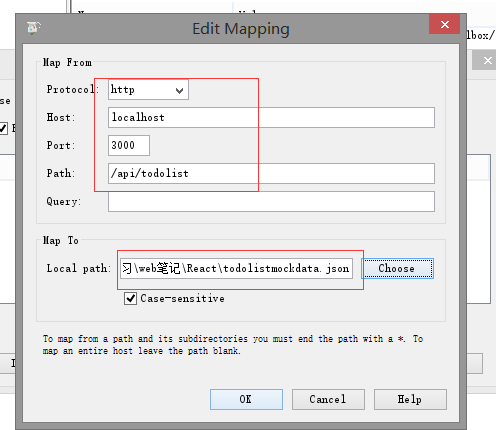 Edit Mapping
Map From
Protocol: http
Host: localhost
Port: 3000
Path: /api/todolist
Query:
Map To
Local path: 习\web笔记\React\todolistmockdata.json Choose
Case-sensitive
To map from a path and its subdirectories you must end the path with a *. To
map an entire host leave the path blank.
OK Cancel Help